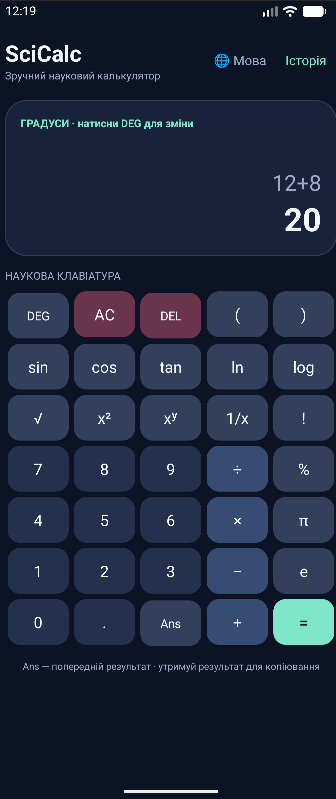 12:19
SciCalc
🌐 Мова Історія
Зручний науковий калькулятор
ГРАДУСИ · натисни DEG для зміни
12+8
20
НАУКОВА КЛАВІАТУРА
DEG AC DEL ( )
sin cos tan ln log
√ x² xʸ 1/x !
7 8 9 ÷ %
4 5 6 × π
1 2 3 − e
0 . Ans + =
Ans — попередній результат · утримуй результат для копіювання